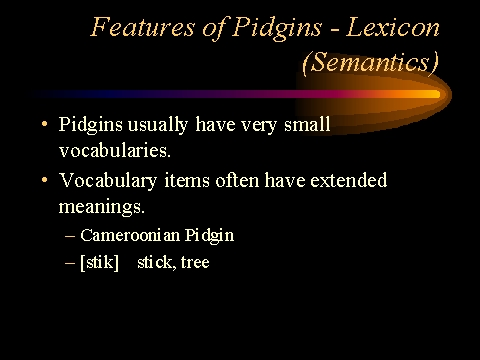 Features of Pidgins - Lexicon
(Semantics)
• Pidgins usually have very small
vocabularies.
• Vocabulary items often have extended
meanings.
– Cameroonian Pidgin
– [stik] stick, tree